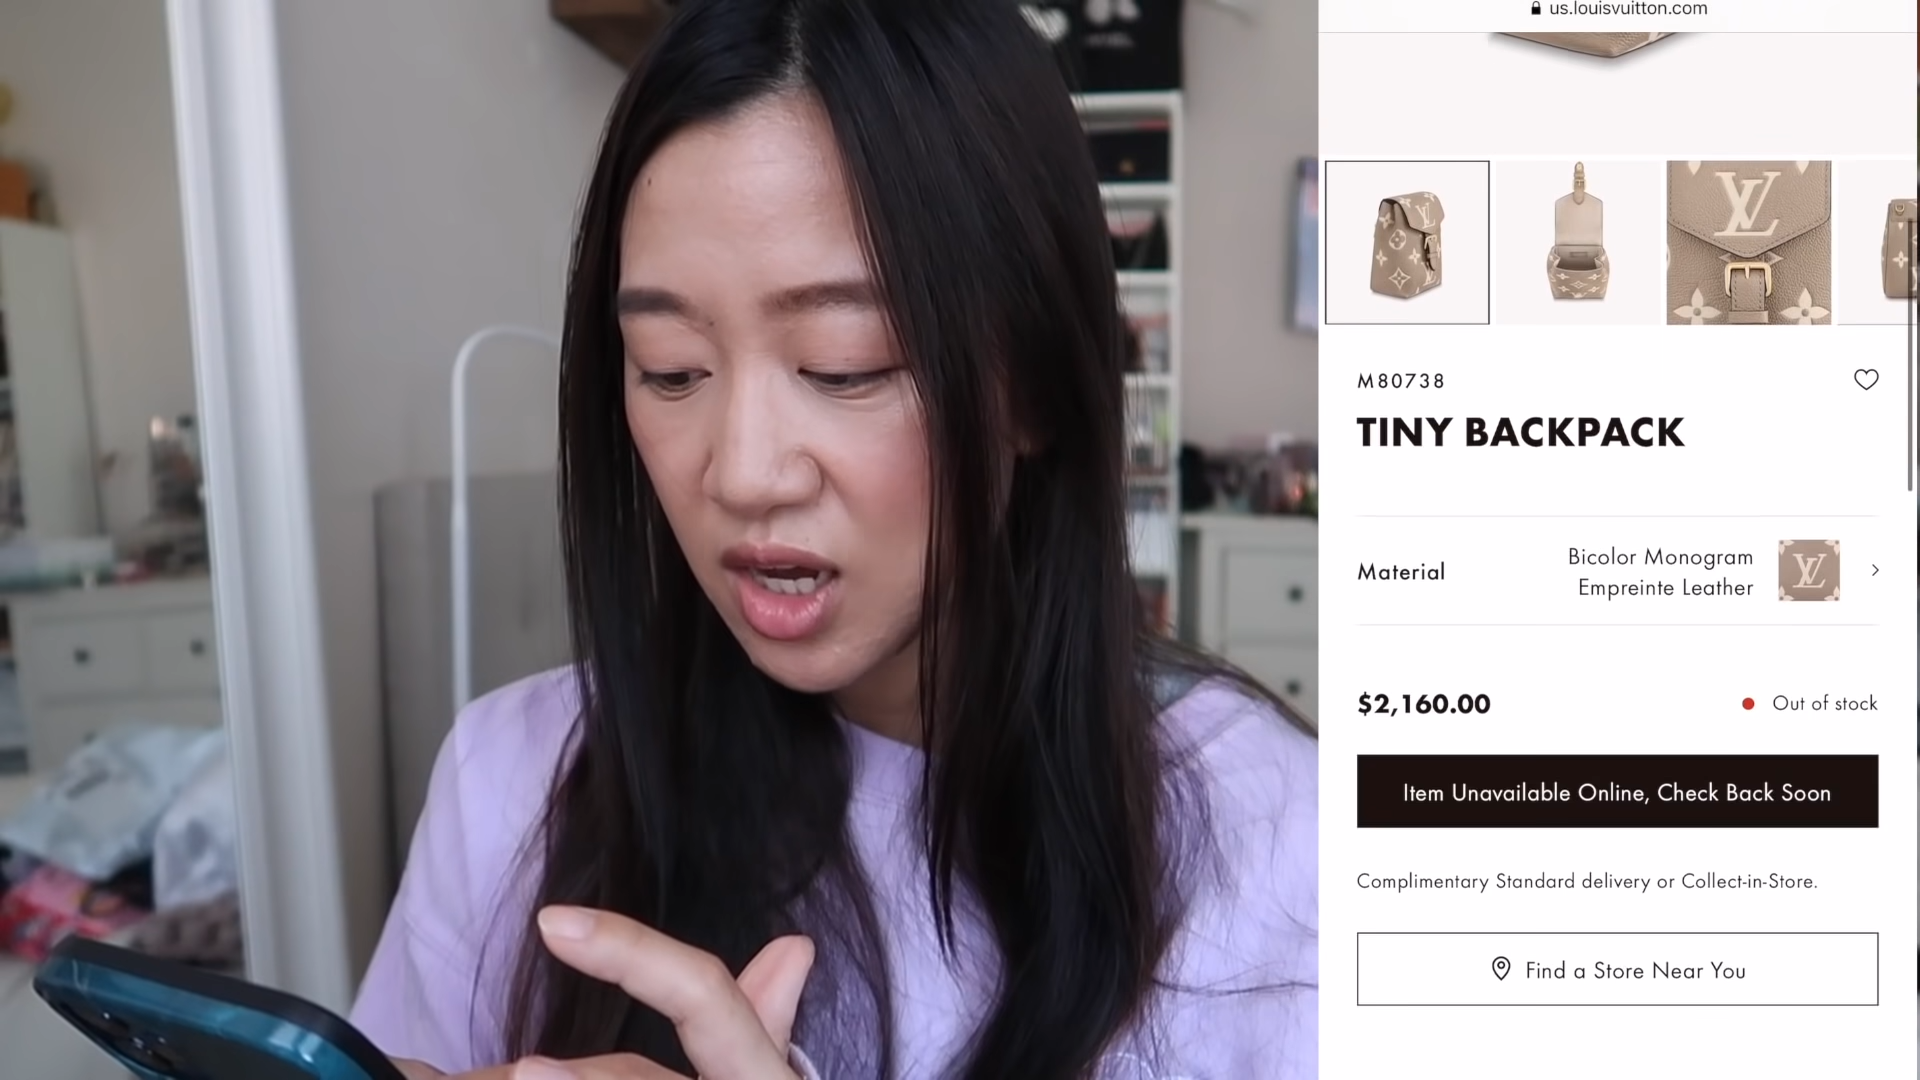 us.louisvuitton.com
M80738
TINY BACKPACK
Material
Bicolor Monogram
Empreinte Leather
$2,160.00
Out of stock
Item Unavailable Online, Check Back Soon
Complimentary Standard delivery or Collect-in-Store.
Find a Store Near You